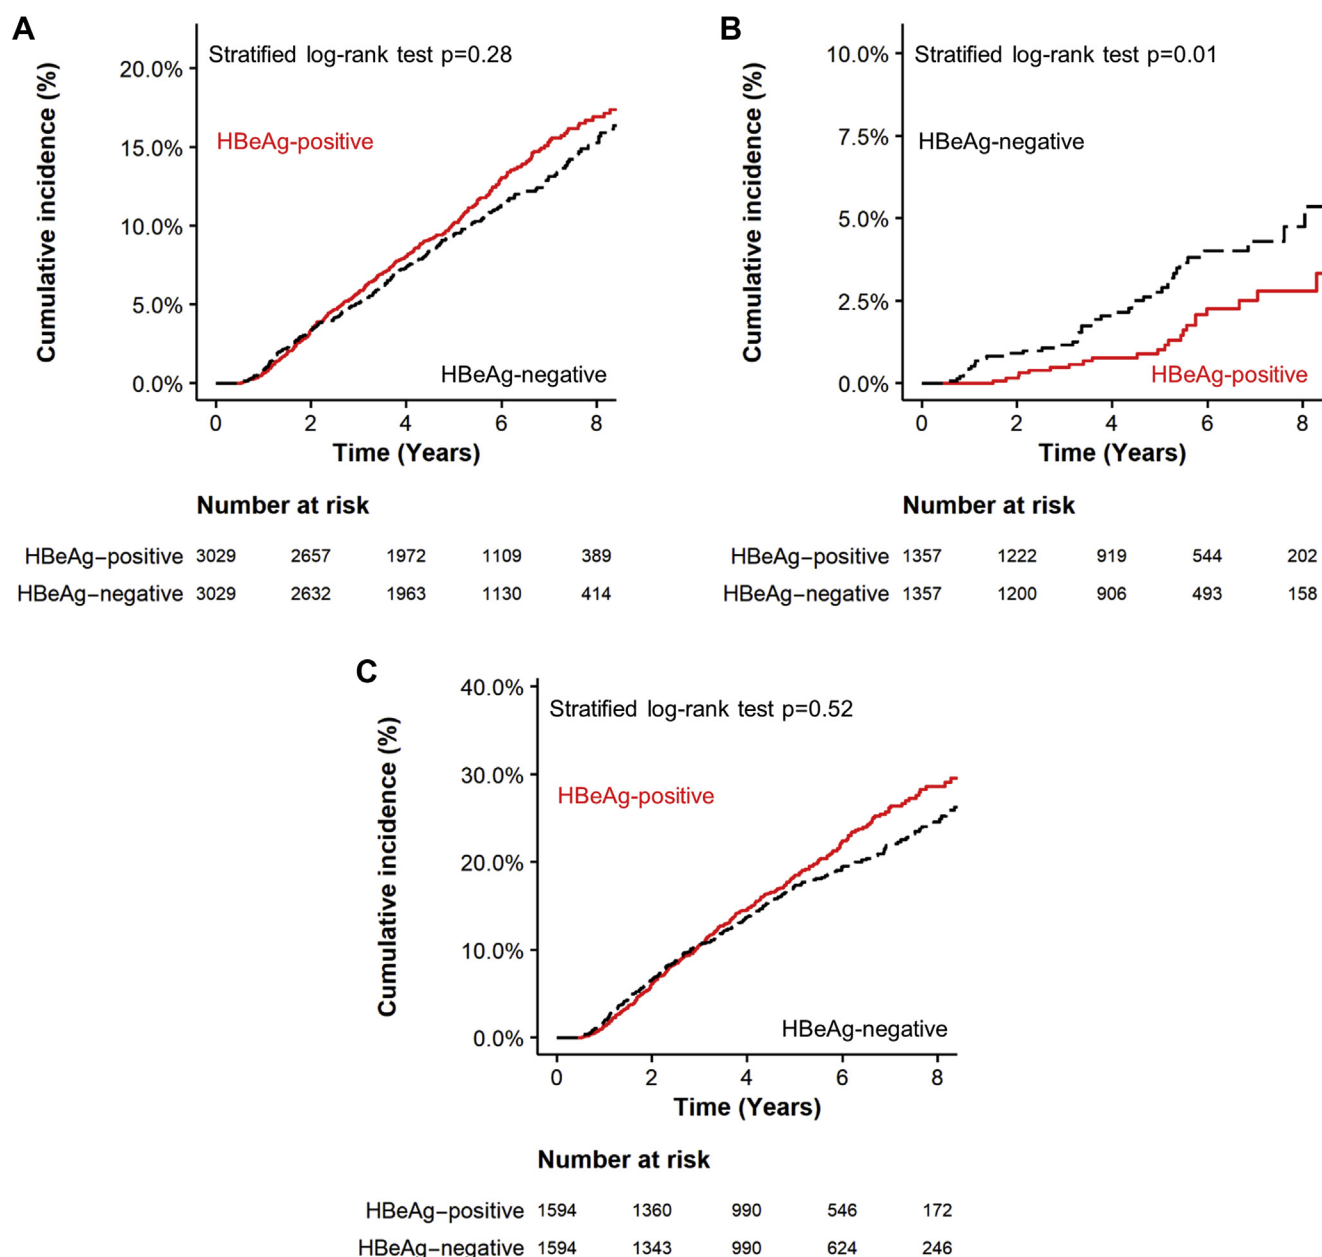 A
Stratified log-rank test p=0.28
HBeAg-positive
HBeAg-negative
Cumulative incidence (%)
20.0%
15.0%
10.0%
5.0%
0.0%
0 2 4 6 8
Time (Years)
Number at risk
HBeAg−positive 3029 2657 1972 1109 389
HBeAg−negative 3029 2632 1963 1130 414
B
Stratified log-rank test p=0.01
HBeAg-negative
HBeAg-positive
Cumulative incidence (%)
10.0%
7.5%
5.0%
2.5%
0.0%
0 2 4 6 8
Time (Years)
Number at risk
HBeAg−positive 1357 1222 919 544 202
HBeAg−negative 1357 1200 906 493 158
C
Stratified log-rank test p=0.52
HBeAg-positive
HBeAg-negative
Cumulative incidence (%)
40.0%
30.0%
20.0%
10.0%
0.0%
0 2 4 6 8
Time (Years)
Number at risk
HBeAg−positive 1594 1360 990 546 172
HBeAg−negative 1594 1343 990 624 246